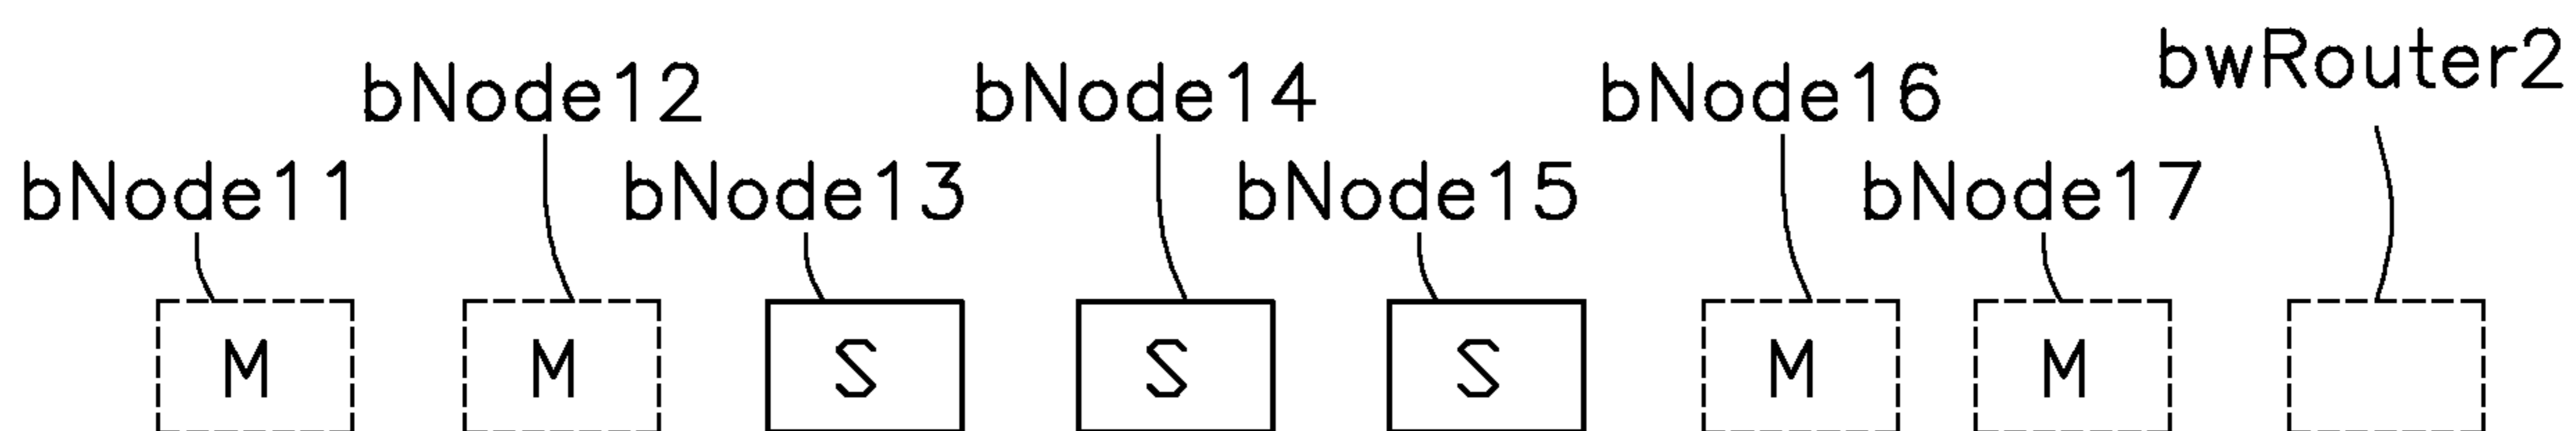 bwRouter2
bNode12 bNode14 bNode16
bNode11 bNode13 bNode15 bNode17
M M S S S M M